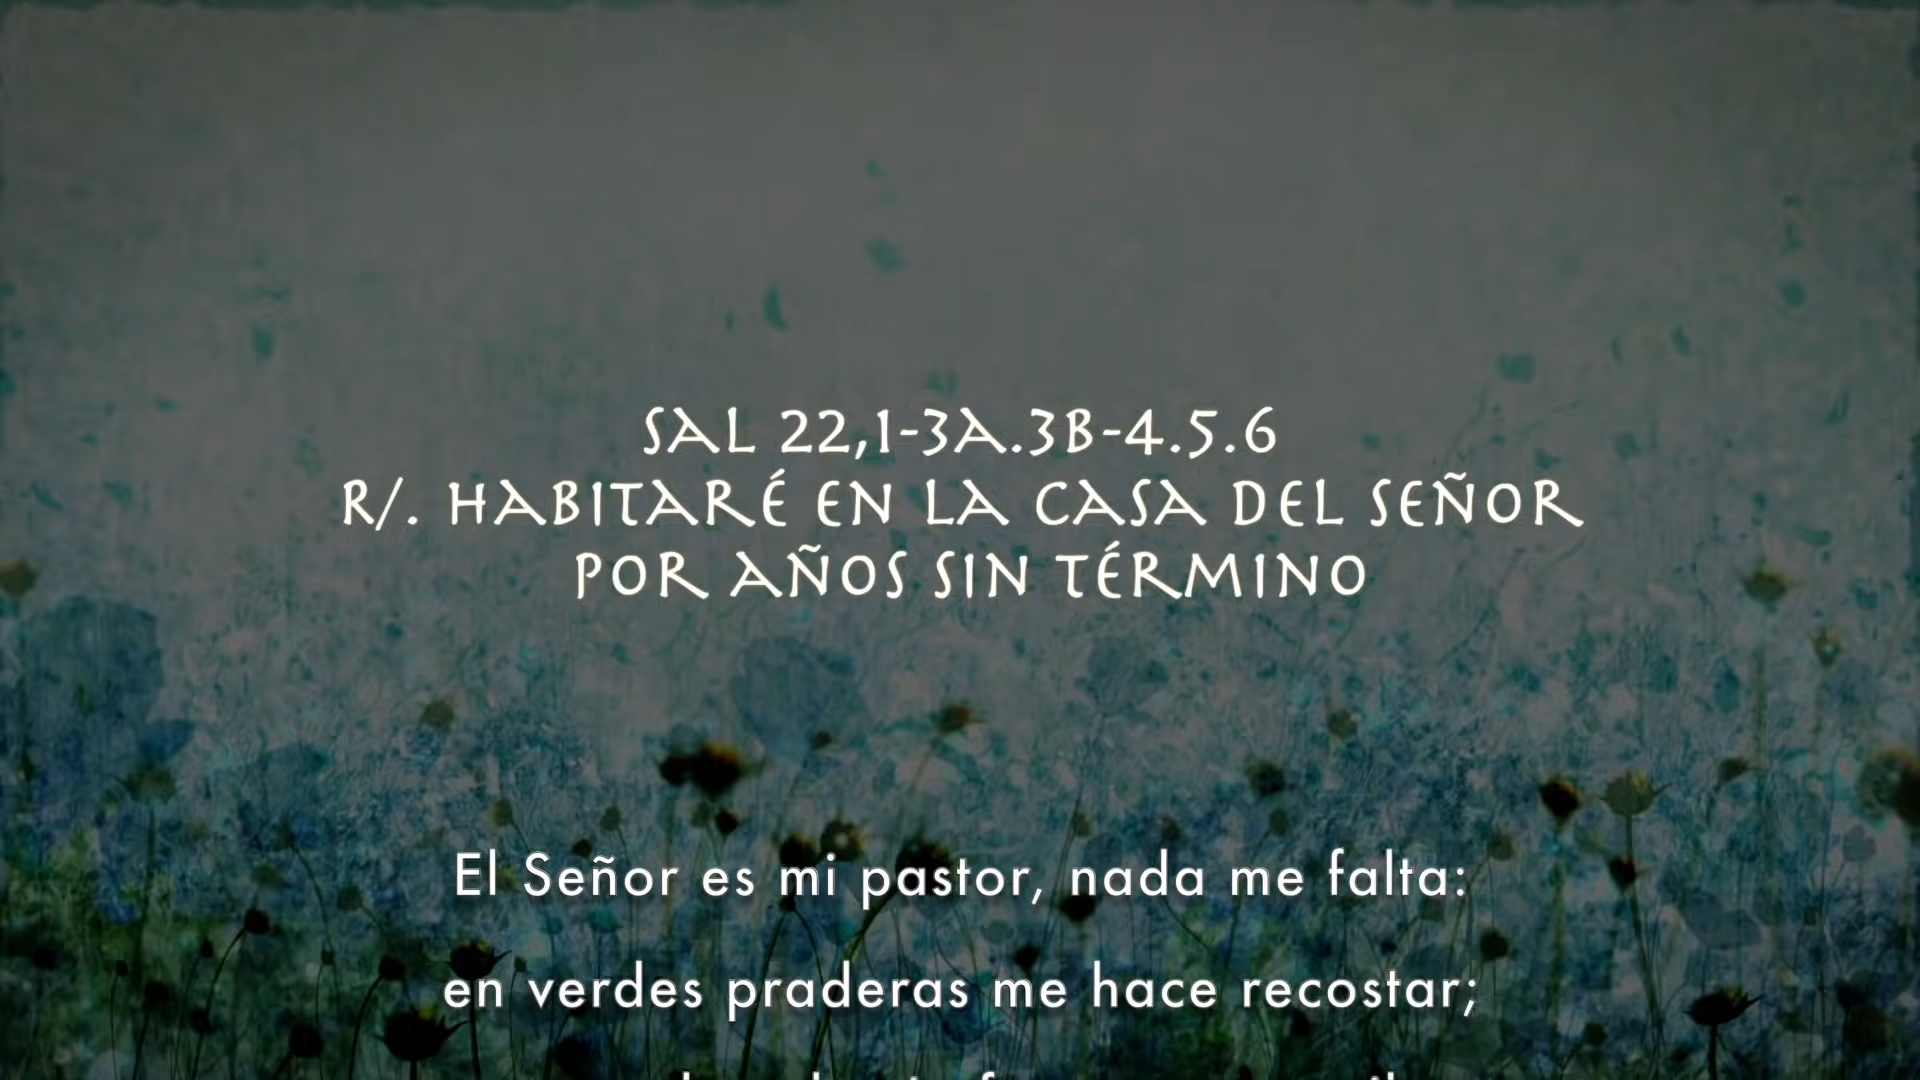 SAL 22,1-3A.3B-4.5.6
R/. HABITARÉ EN LA CASA DEL SEÑOR
POR AÑOS SIN TÉRMINO
El Señor es mi pastor, nada me falta:
en verdes praderas me hace recostar;